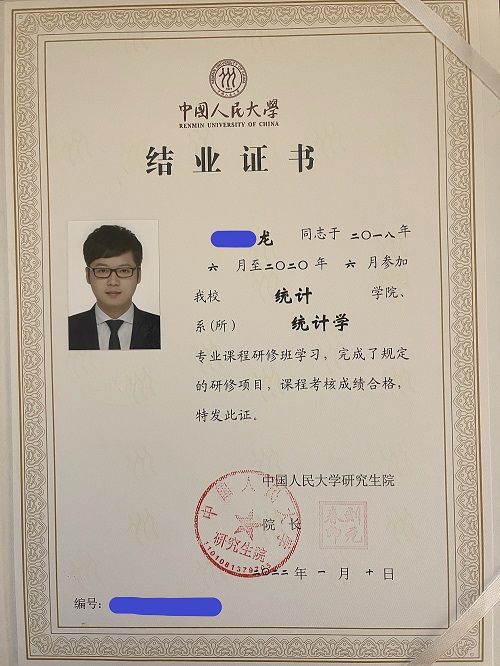 中国人民大学
RENMIN UNIVERSITY OF CHINA
结业证书
龙 同志于 二〇一八年
六 月至二〇二〇年 六 月参加
我校 统计 学院、
系(所) 统计学
专业课程研修班学习，完成了规定
的研修项目，课程考核成绩合格，
特发此证。
中国人民大学研究生院
院 长
中国人民大学
研究生院
二〇二二年 一 月 十 日
编号：